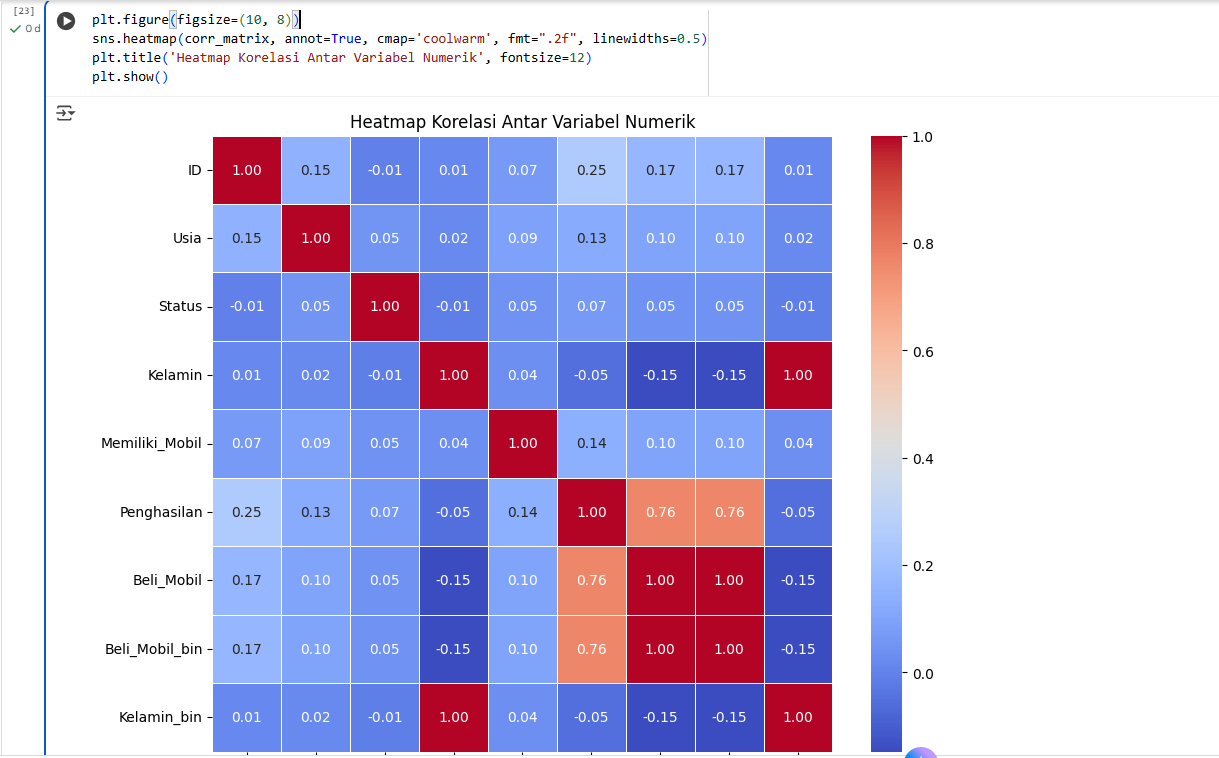 [23]
0 d
plt.figure(figsize=(10, 8))
sns.heatmap(corr_matrix, annot=True, cmap='coolwarm', fmt=".2f", linewidths=0.5)
plt.title('Heatmap Korelasi Antar Variabel Numerik', fontsize=12)
plt.show()
Heatmap Korelasi Antar Variabel Numerik
ID 1.00 0.15 -0.01 0.01 0.07 0.25 0.17 0.17 0.01
Usia 0.15 1.00 0.05 0.02 0.09 0.13 0.10 0.10 0.02
Status -0.01 0.05 1.00 -0.01 0.05 0.07 0.05 0.05 -0.01
Kelamin 0.01 0.02 -0.01 1.00 0.04 -0.05 -0.15 -0.15 1.00
Memiliki_Mobil 0.07 0.09 0.05 0.04 1.00 0.14 0.10 0.10 0.04
Penghasilan 0.25 0.13 0.07 -0.05 0.14 1.00 0.76 0.76 -0.05
Beli_Mobil 0.17 0.10 0.05 -0.15 0.10 0.76 1.00 1.00 -0.15
Beli_Mobil_bin 0.17 0.10 0.05 -0.15 0.10 0.76 1.00 1.00 -0.15
Kelamin_bin 0.01 0.02 -0.01 1.00 0.04 -0.05 -0.15 -0.15 1.00
1.0
0.8
0.6
0.4
0.2
0.0